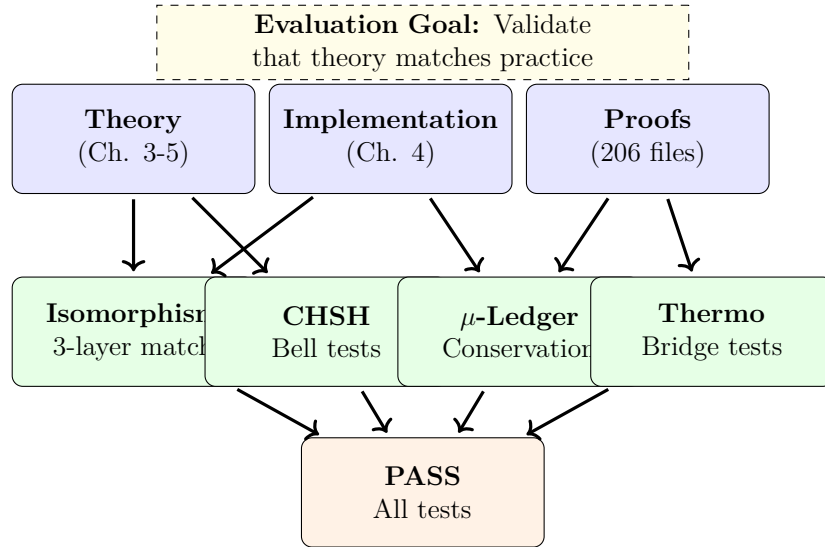 Evaluation Goal: Validate
that theory matches practice
Theory
(Ch. 3-5)
Implementation
(Ch. 4)
Proofs
(206 files)
Isomorphism
3-layer match
CHSH
Bell tests
μ-Ledger
Conservation
Thermo
Bridge tests
PASS
All tests